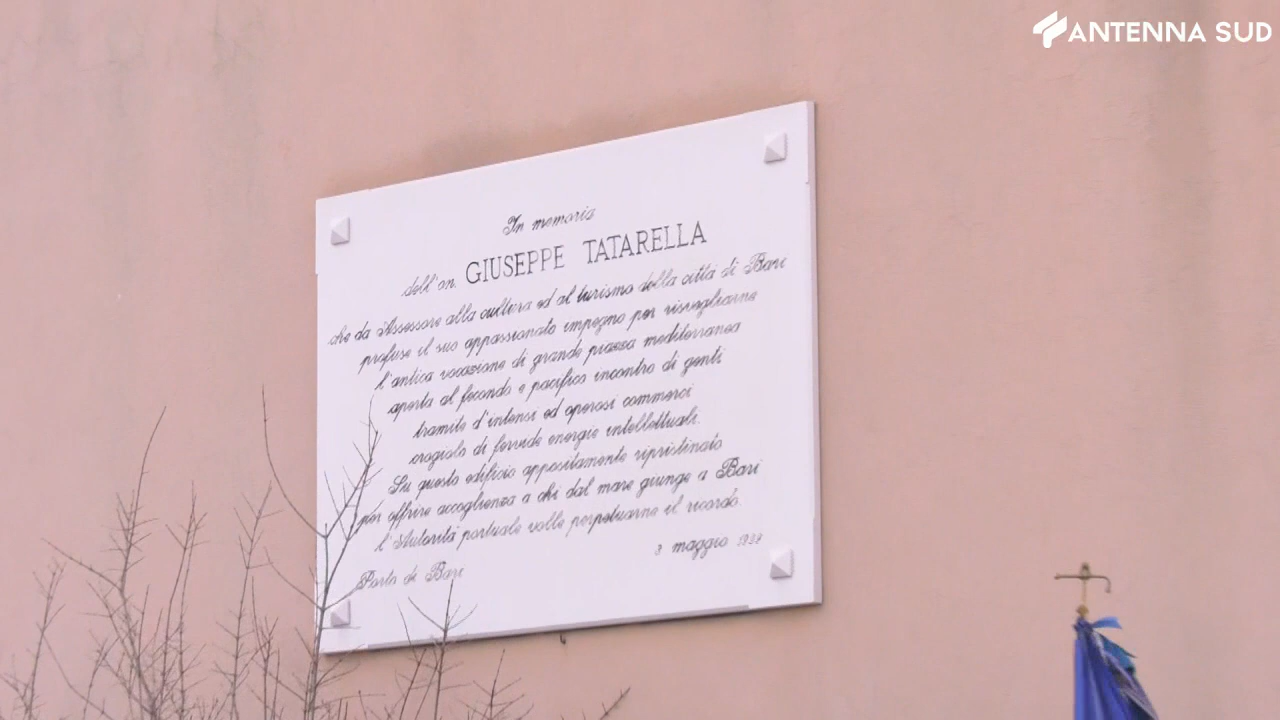 ANTENNA SUD
In memoria
dell'on. GIUSEPPE TATARELLA
che da Assessore alla cultura ed al turismo della città di Bari
profuse il suo appassionato impegno per risvegliarne
l'antica vocazione di grande piazza mediterranea
aperta al fecondo e pacifico incontro di genti
tramite d'intensi ed operosi commerci
crogiolo di fervide energie intellettuali.
Su questo edificio appositamente ripristinato
per offrire accoglienza a chi dal mare giunge a Bari
l'Autorità portuale volle perpetuarne il ricordo.
maggio
Porto di Bari